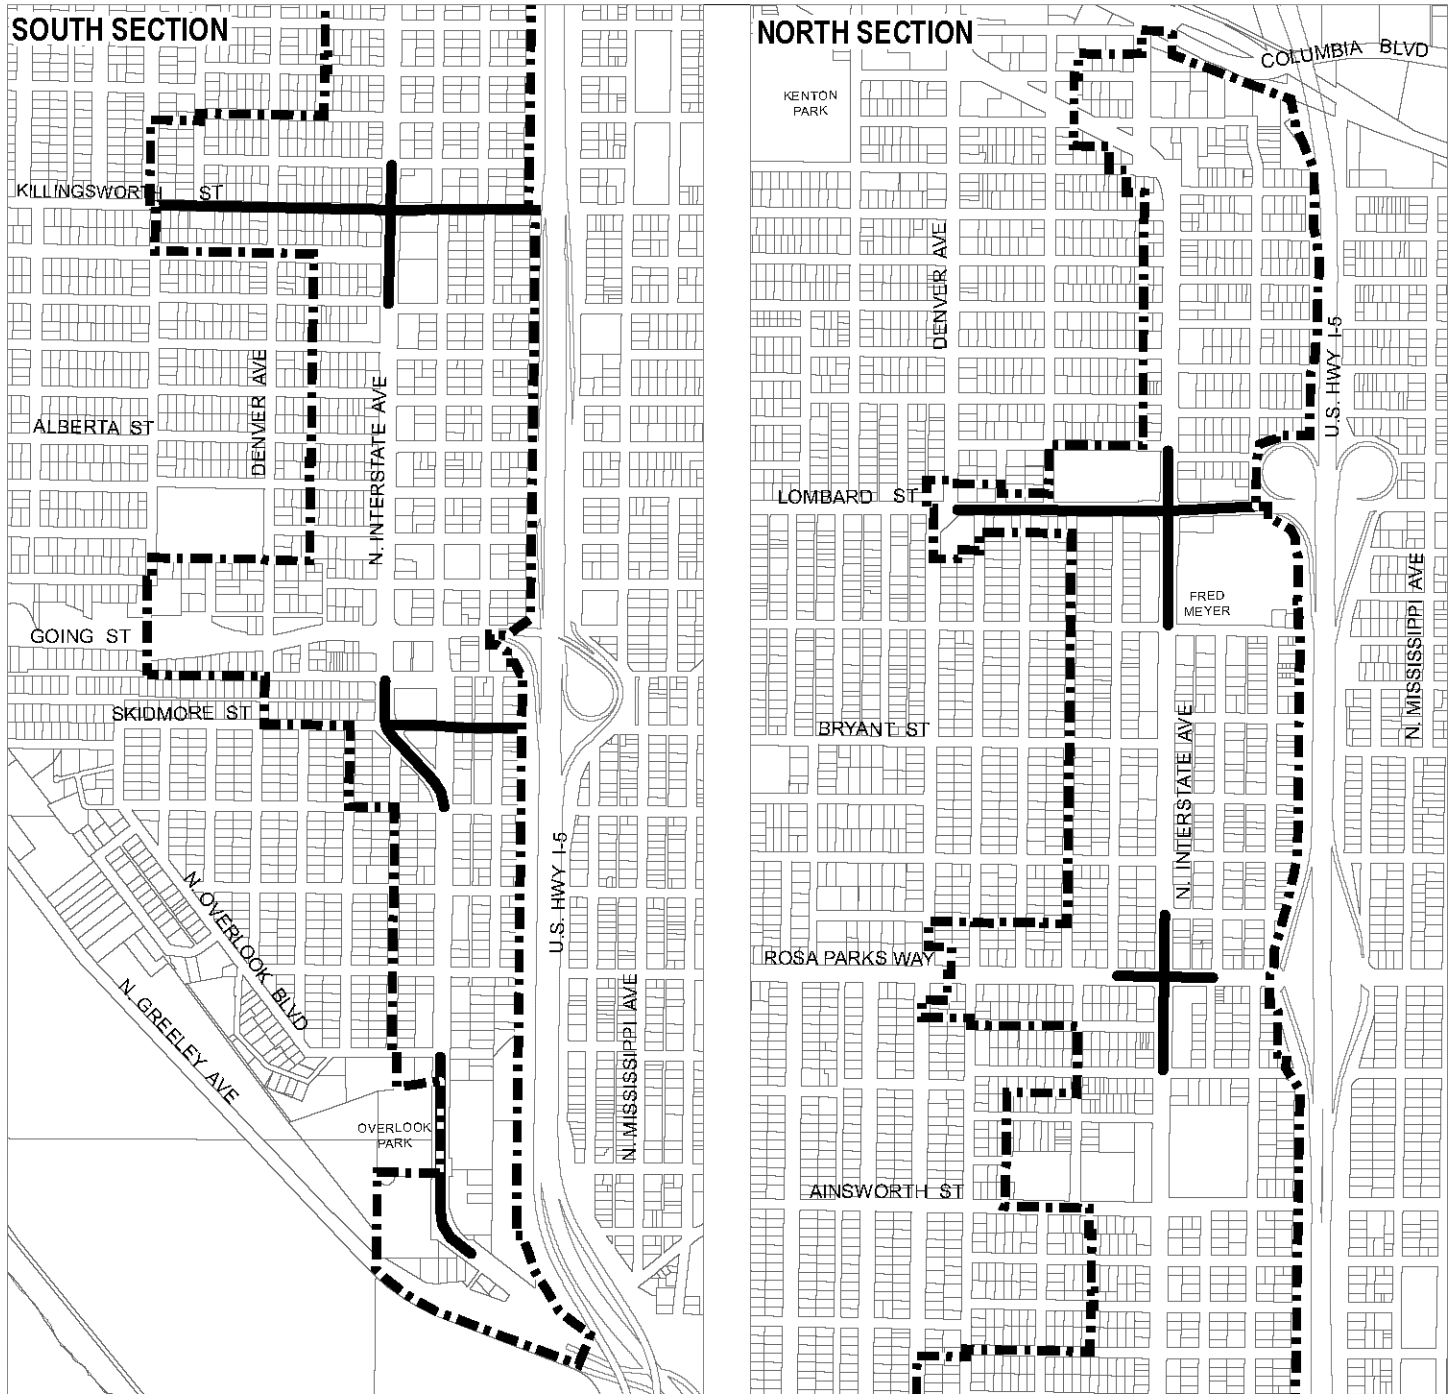 SOUTH SECTION
KILLINGSWORTH ST
DENVER AVE
N. INTERSTATE AVE
ALBERTA ST
GOING ST
SKIDMORE ST
U.S. HWY I-5
N. OVERLOOK BLVD
N. GREELEY AVE
N. MISSISSIPPI AVE
OVERLOOK
PARK
NORTH SECTION
COLUMBIA BLVD
KENTON
PARK
DENVER AVE
U.S. HWY I-5
LOMBARD ST
FRED
MEYER
N. MISSISSIPPI AVE
BRYANT ST
N. INTERSTATE AVE
ROSA PARKS WAY
AINSWORTH ST